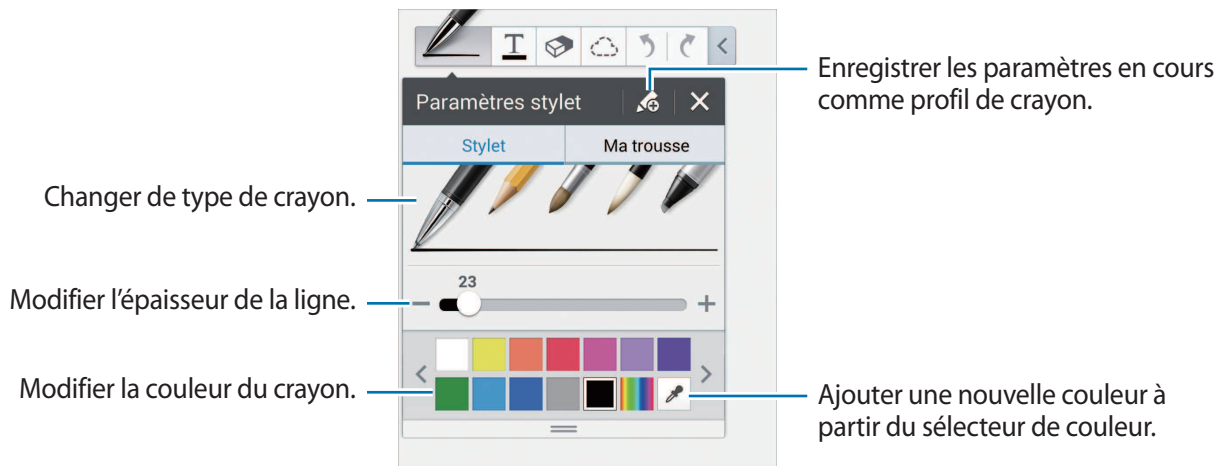 T
Paramètres stylet
Stylet
Ma trousse
23
Enregistrer les paramètres en cours
comme profil de crayon.
Changer de type de crayon.
Modifier l'épaisseur de la ligne.
Modifier la couleur du crayon.
Ajouter une nouvelle couleur à
partir du sélecteur de couleur.